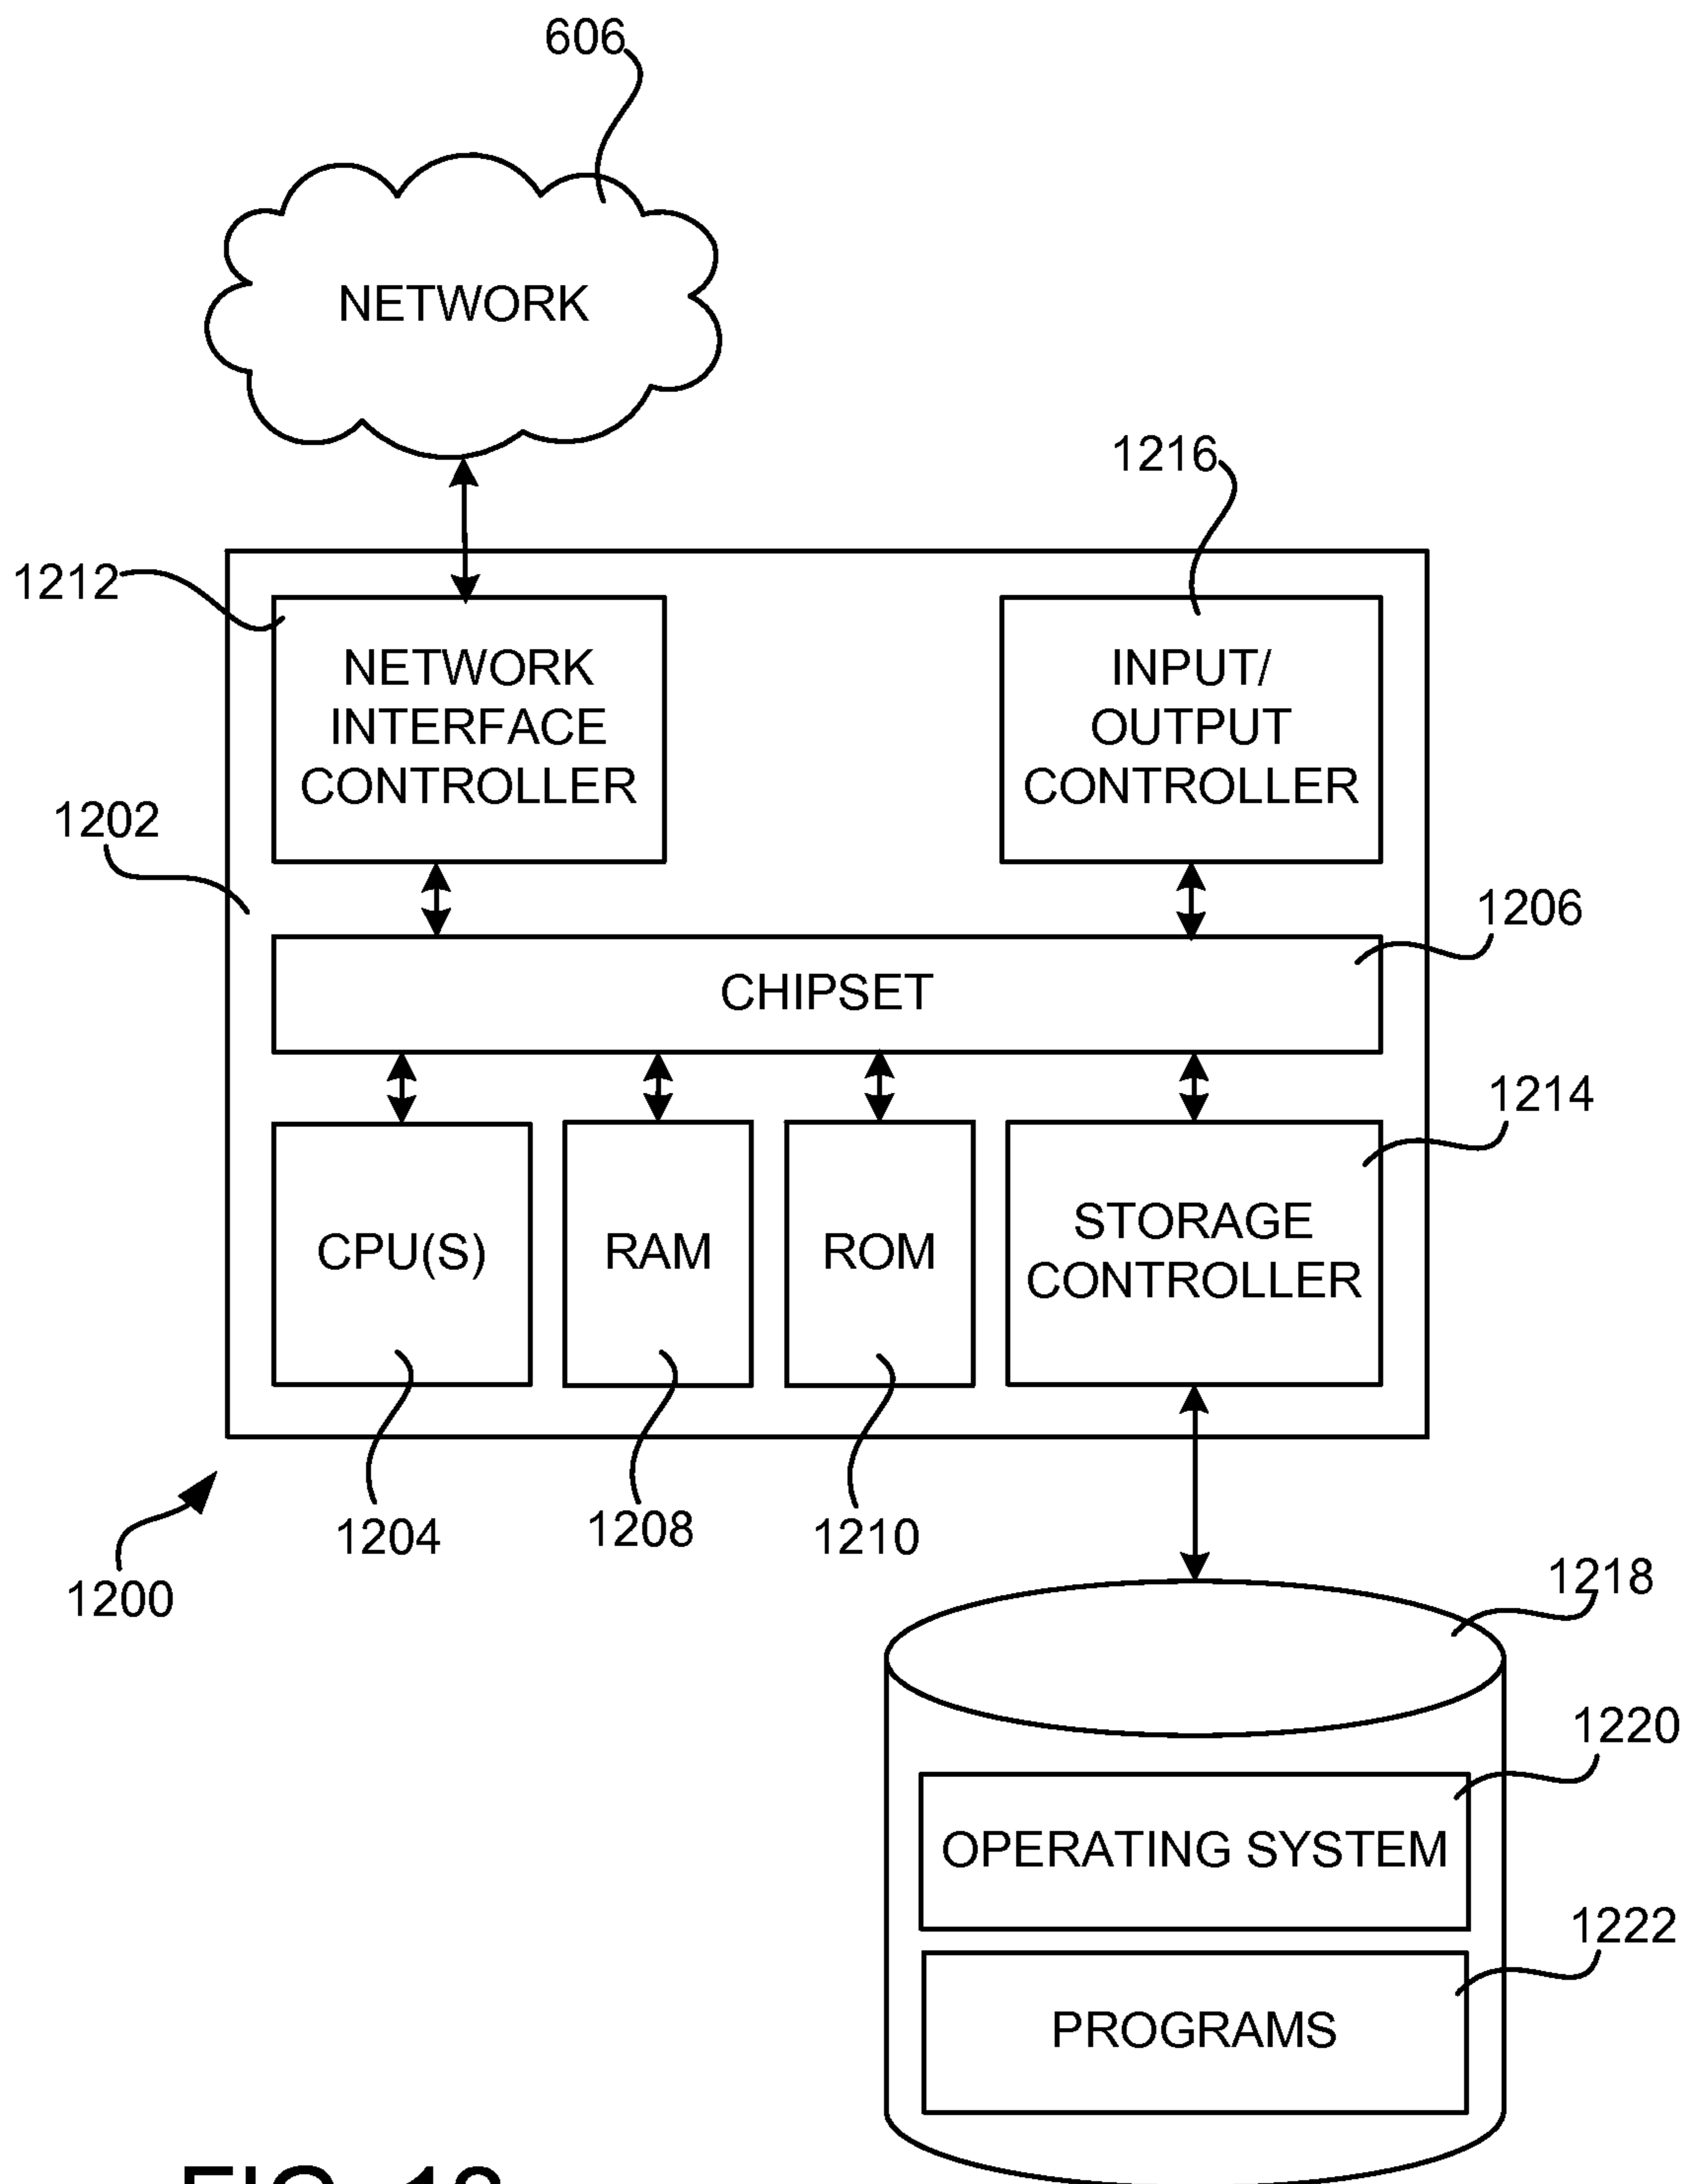 606
NETWORK
1216
1212
NETWORK
INTERFACE
CONTROLLER
INPUT/
OUTPUT
CONTROLLER
1202
1206
CHIPSET
1214
CPU(S)
RAM
ROM
STORAGE
CONTROLLER
1204
1208
1210
1200
1218
1220
OPERATING SYSTEM
1222
PROGRAMS